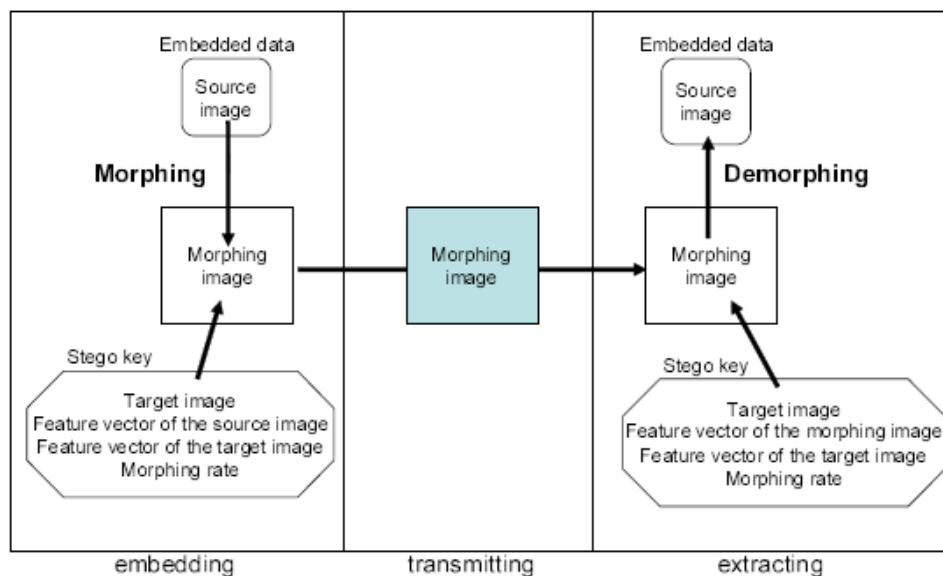 Embedded data
Source
image
Morphing
Morphing
image
Stego key
Target image
Feature vector of the source image
Feature vector of the target image
Morphing rate
embedding
Morphing
image
transmitting
Embedded data
Source
image
Demorphing
Morphing
image
Stego key
Target image
Feature vector of the morphing image
Feature vector of the target image
Morphing rate
extracting